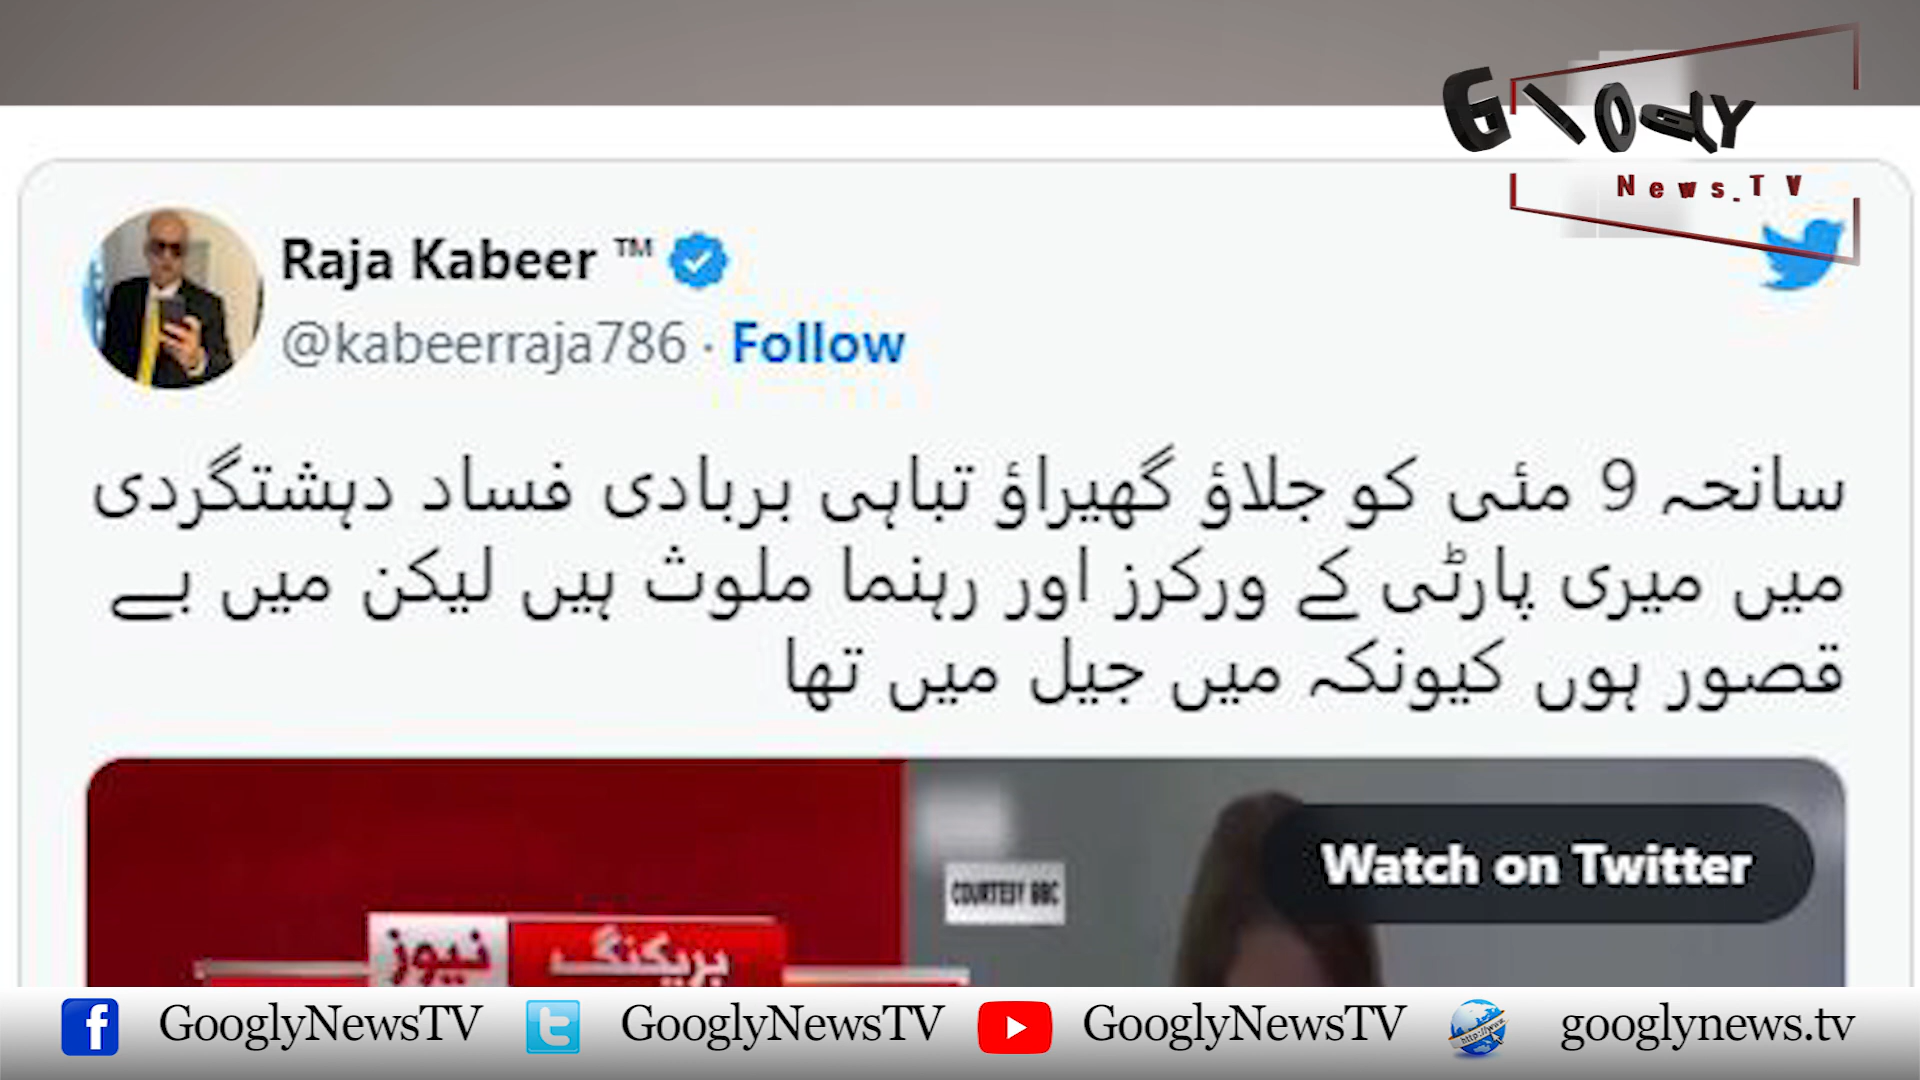 GlOOglY
News.TV
Raja Kabeer ™
@kabeerraja786 · Follow
سانحہ 9 مئی کو جلاؤ گھیراؤ تباہی بربادی فساد دہشتگردی
میں میری پارٹی کے ورکرز اور رہنما ملوث ہیں لیکن میں بے
قصور ہوں کیونکہ میں جیل میں تھا
Watch on Twitter
COURTESY BBC
بریکنگ نیوز
GooglyNewsTV GooglyNewsTV GooglyNewsTV googlynews.tv